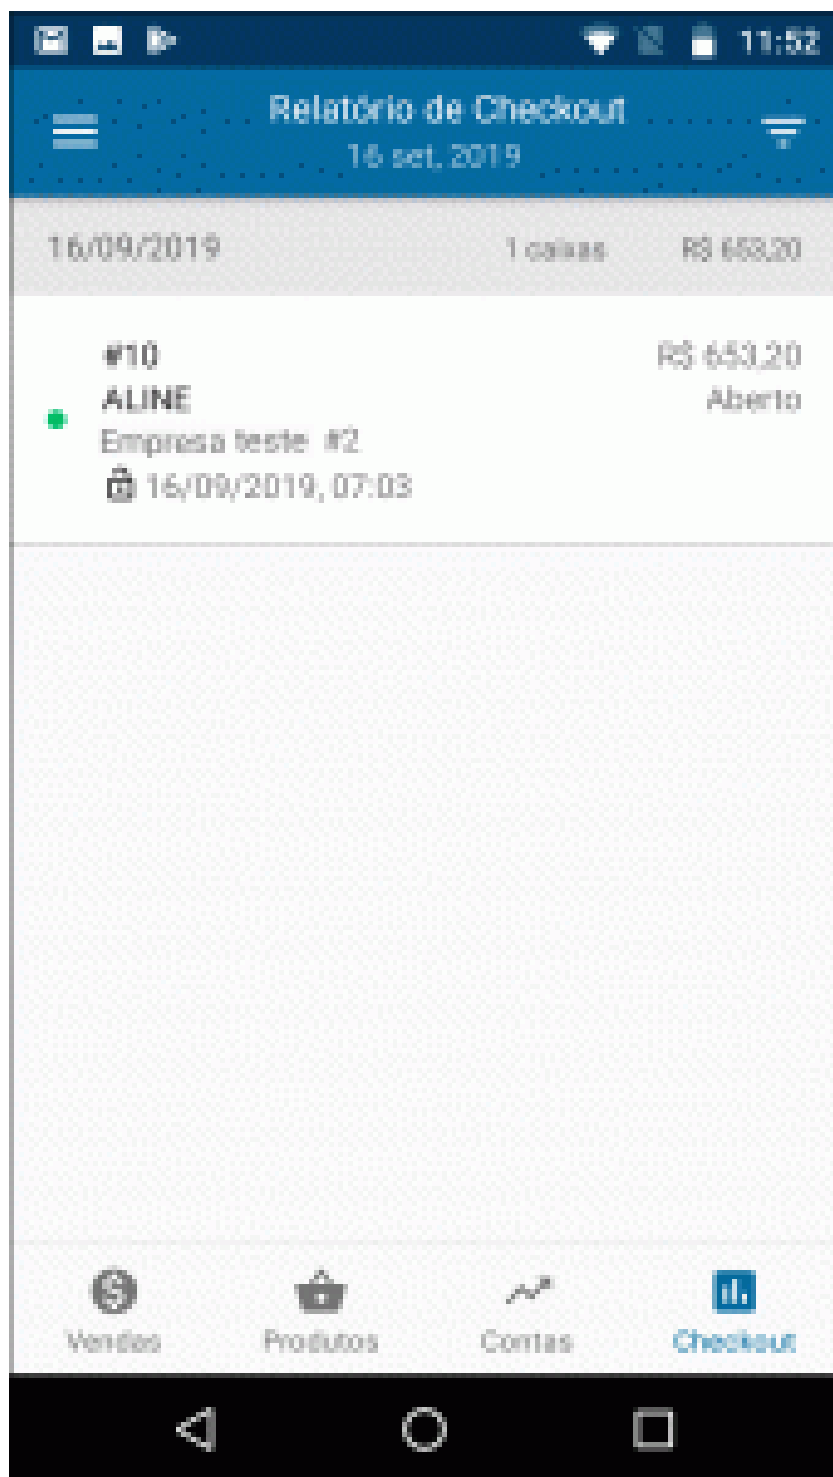 11:52
Relatório de Checkout
16 set, 2019
16/09/2019 1 caixas R$ 653,20
#10 R$ 653,20
ALINE Aberto
Empresa teste #2
16/09/2019, 07:03
Vendas Produtos Contas Checkout